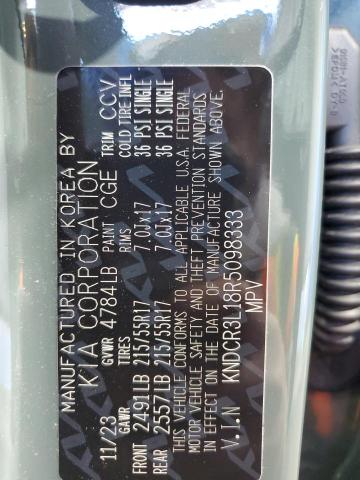 MANUFACTURED IN KOREA BY
KIA CORPORATION
11/23 GVWR 4784LB PAINT CGE TRIM CCV
GAWR TIRES RIMS COLD TIRE INFL
FRONT 2491LB 215/55R17 7.0JX17 36 PSI SINGLE
REAR 2557LB 215/55R17 7.0JX17 36 PSI SINGLE
THIS VEHICLE CONFORMS TO ALL APPLICABLE U.S.A. FEDERAL
MOTOR VEHICLE SAFETY AND THEFT PREVENTION STANDARDS
IN EFFECT ON THE DATE OF MANUFACTURE SHOWN ABOVE
V.I.N KNDCR3L18R5098333
MPV